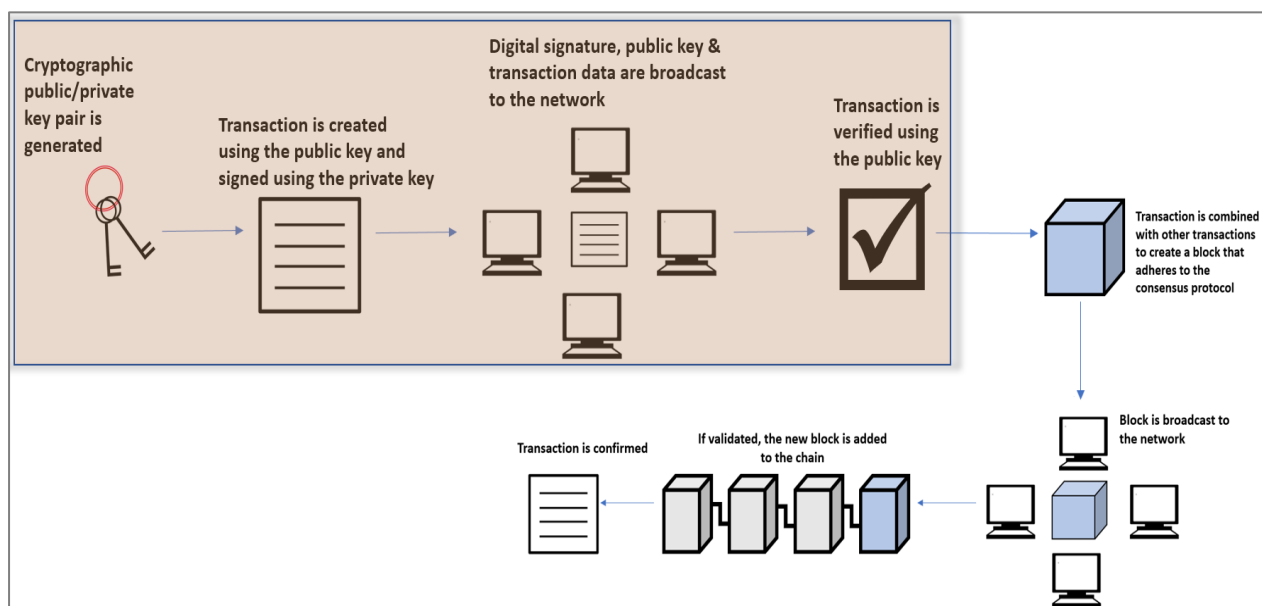 Cryptographic
public/private
key pair is
generated
Transaction is created
using the public key and
signed using the private key
Digital signature, public key &
transaction data are broadcast
to the network
Transaction is
verified using
the public key
Transaction is combined
with other transactions
to create a block that
adheres to the
consensus protocol
Block is broadcast to
the network
If validated, the new block is added
to the chain
Transaction is confirmed